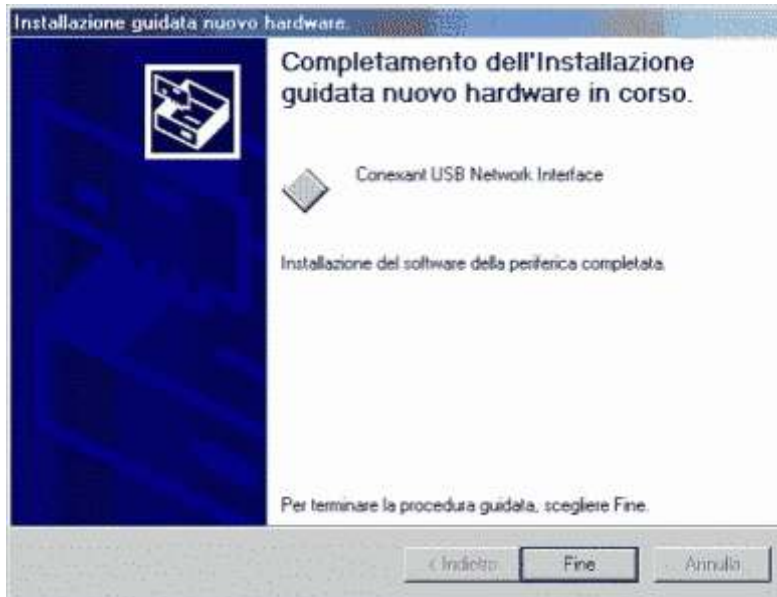 Installazione guidata nuovo hardware.
Completamento dell'Installazione
guidata nuovo hardware in corso.
Conexant USB Network Interface
Installazione del software della periferica completata.
Per terminare la procedura guidata, scegliere Fine.
< Indietro Fine Annulla